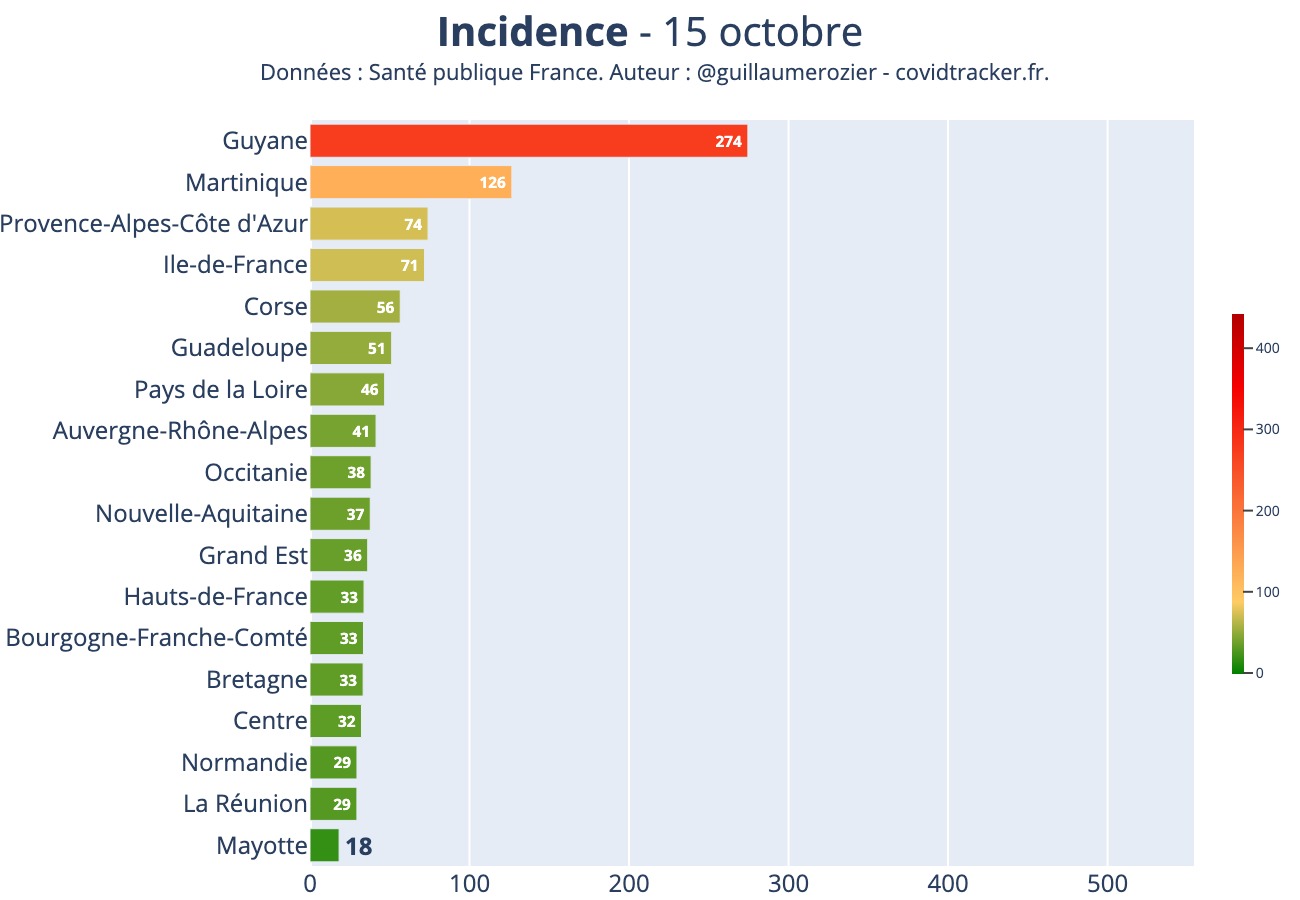 Incidence - 15 octobre
Données : Santé publique France. Auteur : @guillaumerozier - covidtracker.fr.
Guyane 274
Martinique 126
Provence-Alpes-Côte d'Azur 74
Ile-de-France 71
Corse 56
Guadeloupe 51
Pays de la Loire 46
Auvergne-Rhône-Alpes 41
Occitanie 38
Nouvelle-Aquitaine 37
Grand Est 36
Hauts-de-France 33
Bourgogne-Franche-Comté 33
Bretagne 33
Centre 32
Normandie 29
La Réunion 29
Mayotte 18
0 100 200 300 400 500
400
300
200
100
0